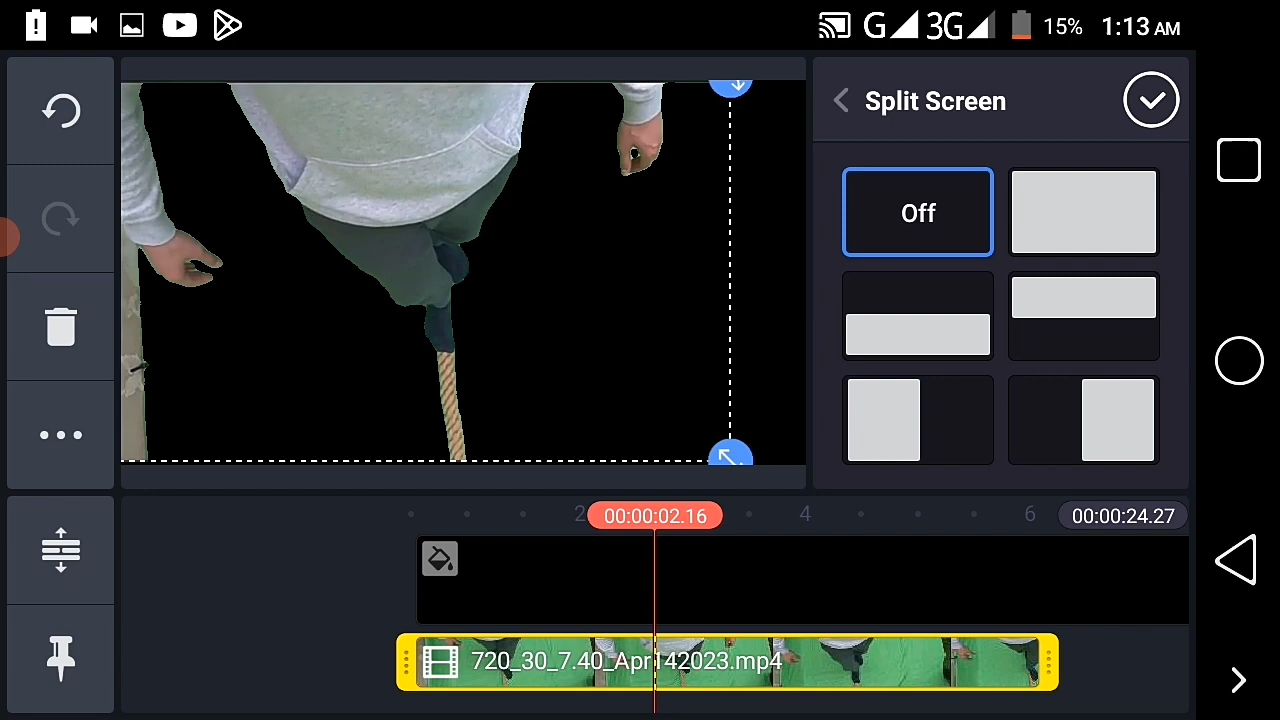 G 3G 15% 1:13 AM
Split Screen
Off
2 00:00:02.16 4 6 00:00:24.27
720_30_7.40_Apr142023.mp4